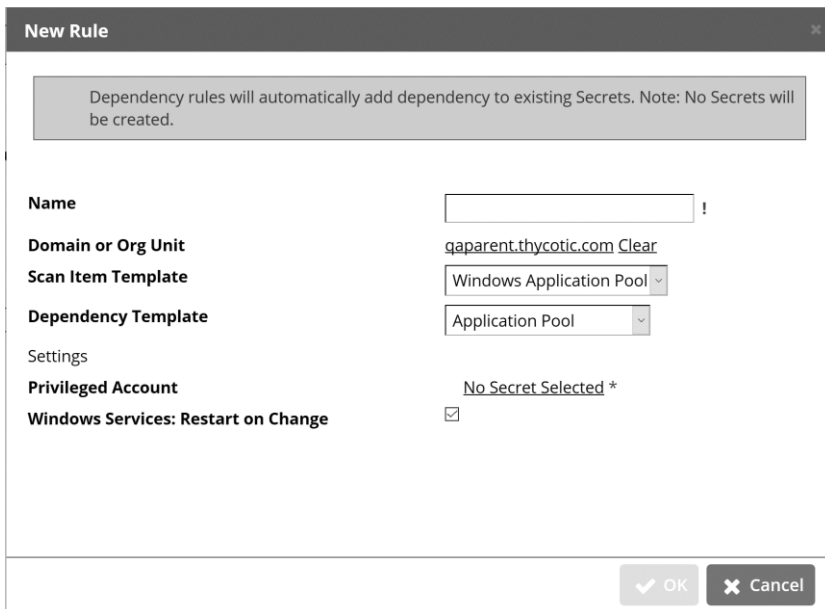 New Rule
Dependency rules will automatically add dependency to existing Secrets. Note: No Secrets will
be created.
Name !
Domain or Org Unit qaparent.thycotic.com Clear
Scan Item Template Windows Application Pool
Dependency Template Application Pool
Settings
Privileged Account No Secret Selected *
Windows Services: Restart on Change
OK Cancel